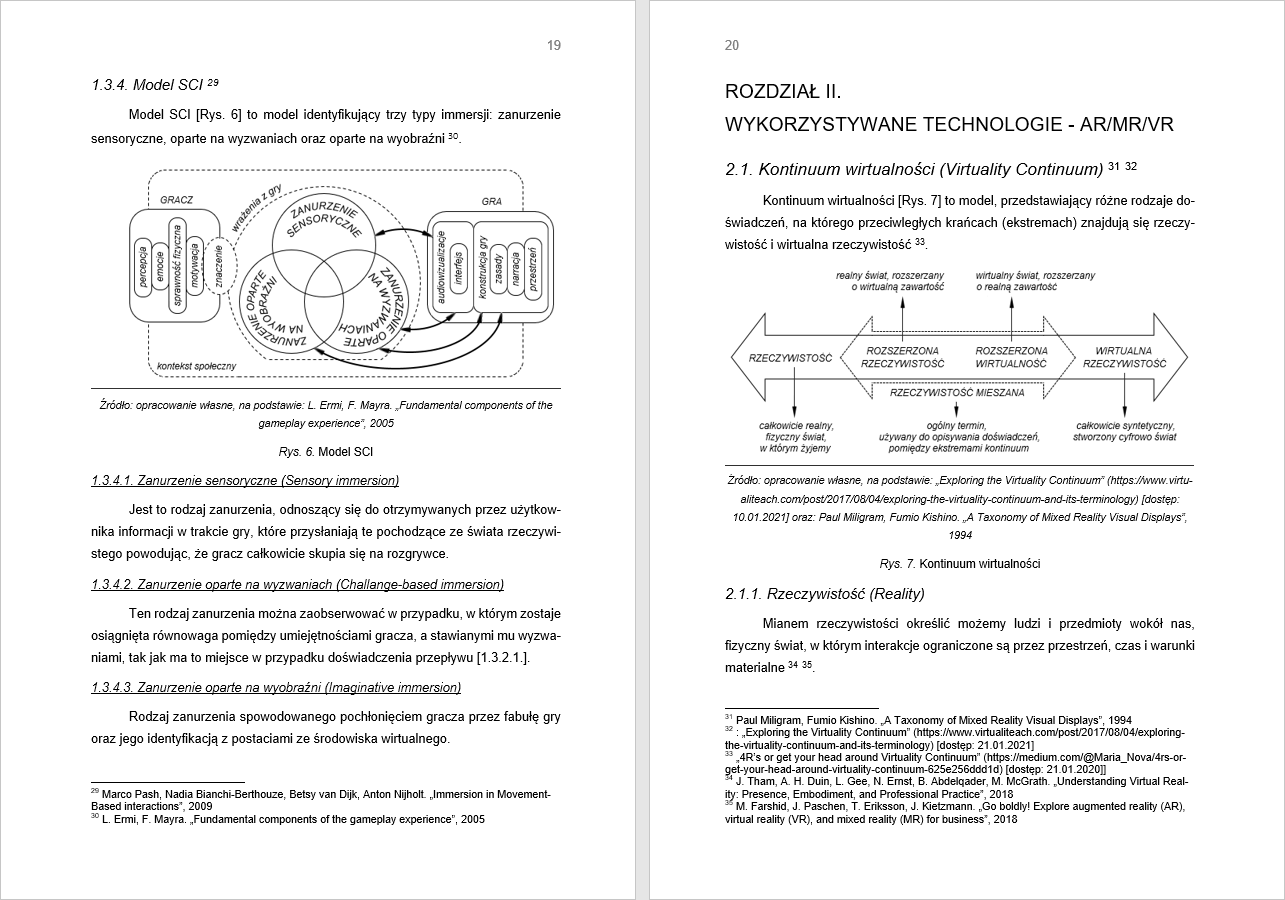 19
1.3.4. Model SCI ²⁹
Model SCI [Rys. 6] to model identyfikujący trzy typy immersji: zanurzenie
sensoryczne, oparte na wyzwaniach oraz oparte na wyobraźni ³⁰.
GRACZ
wrażenia z gry
GRA
percepcja
emocje
sprawność fizyczna
motywacja
znaczenie
ZANURZENIE
SENSORYCZNE
ZANURZENIE OPARTE
NA WYOBRAŹNI
ZANURZENIE OPARTE
NA WYZWANIACH
audiowizualizacje
interfejs
konstrukcja gry
zasady
narracja
przestrzeń
kontekst społeczny
Źródło: opracowanie własne, na podstawie: L. Ermi, F. Mayra. „Fundamental components of the
gameplay experience”, 2005
Rys. 6. Model SCI
1.3.4.1. Zanurzenie sensoryczne (Sensory immersion)
Jest to rodzaj zanurzenia, odnoszący się do otrzymywanych przez użytkow-
nika informacji w trakcie gry, które przysłaniają te pochodzące ze świata rzeczywi-
stego powodując, że gracz całkowicie skupia się na rozgrywce.
1.3.4.2. Zanurzenie oparte na wyzwaniach (Challange-based immersion)
Ten rodzaj zanurzenia można zaobserwować w przypadku, w którym zostaje
osiągnięta równowaga pomiędzy umiejętnościami gracza, a stawianymi mu wyzwa-
niami, tak jak ma to miejsce w przypadku doświadczenia przepływu [1.3.2.1.].
1.3.4.3. Zanurzenie oparte na wyobraźni (Imaginative immersion)
Rodzaj zanurzenia spowodowanego pochłonięciem gracza przez fabułę gry
oraz jego identyfikacją z postaciami ze środowiska wirtualnego.
²⁹ Marco Pash, Nadia Bianchi-Berthouze, Betsy van Dijk, Anton Nijholt. „Immersion in Movement-
Based interactions”, 2009
³⁰ L. Ermi, F. Mayra. „Fundamental components of the gameplay experience”, 2005
20
ROZDZIAŁ II.
WYKORZYSTYWANE TECHNOLOGIE - AR/MR/VR
2.1. Kontinuum wirtualności (Virtuality Continuum) ³¹ ³²
Kontinuum wirtualności [Rys. 7] to model, przedstawiający różne rodzaje do-
świadczeń, na którego przeciwległych krańcach (ekstremach) znajdują się rzeczy-
wistość i wirtualna rzeczywistość ³³.
realny świat, rozszerzany
o wirtualną zawartość
wirtualny świat, rozszerzany
o realną zawartość
RZECZYWISTOŚĆ
ROZSZERZONA
RZECZYWISTOŚĆ
ROZSZERZONA
WIRTUALNOŚĆ
WIRTUALNA
RZECZYWISTOŚĆ
RZECZYWISTOŚĆ MIESZANA
całkowicie realny,
fizyczny świat,
w którym żyjemy
ogólny termin,
używany do opisywania doświadczeń,
pomiędzy ekstremami kontinuum
całkowicie syntetyczny,
stworzony cyfrowo świat
Źródło: opracowanie własne, na podstawie: „Exploring the Virtuality Continuum” (https://www.virtu-
aliteach.com/post/2017/08/04/exploring-the-virtuality-continuum-and-its-terminology) [dostęp:
10.01.2021] oraz: Paul Miligram, Fumio Kishino. „A Taxonomy of Mixed Reality Visual Displays”,
1994
Rys. 7. Kontinuum wirtualności
2.1.1. Rzeczywistość (Reality)
Mianem rzeczywistości określić możemy ludzi i przedmioty wokół nas,
fizyczny świat, w którym interakcje ograniczone są przez przestrzeń, czas i warunki
materialne ³⁴ ³⁵.
³¹ Paul Miligram, Fumio Kishino. „A Taxonomy of Mixed Reality Visual Displays”, 1994
³² : „Exploring the Virtuality Continuum” (https://www.virtualiteach.com/post/2017/08/04/exploring-
the-virtuality-continuum-and-its-terminology) [dostęp: 21.01.2021]
³³ „4R’s or get your head around Virtuality Continuum” (https://medium.com/@Maria_Nova/4rs-or-
get-your-head-around-virtuality-continuum-625e256ddd1d) [dostęp: 21.01.2020]]
³⁴ J. Tham, A. H. Duin, L. Gee, N. Ernst, B. Abdelqader, M. McGrath. „Understanding Virtual Real-
ity: Presence, Embodiment, and Professional Practice”, 2018
³⁵ M. Farshid, J. Paschen, T. Eriksson, J. Kietzmann. „Go boldly! Explore augmented reality (AR),
virtual reality (VR), and mixed reality (MR) for business”, 2018